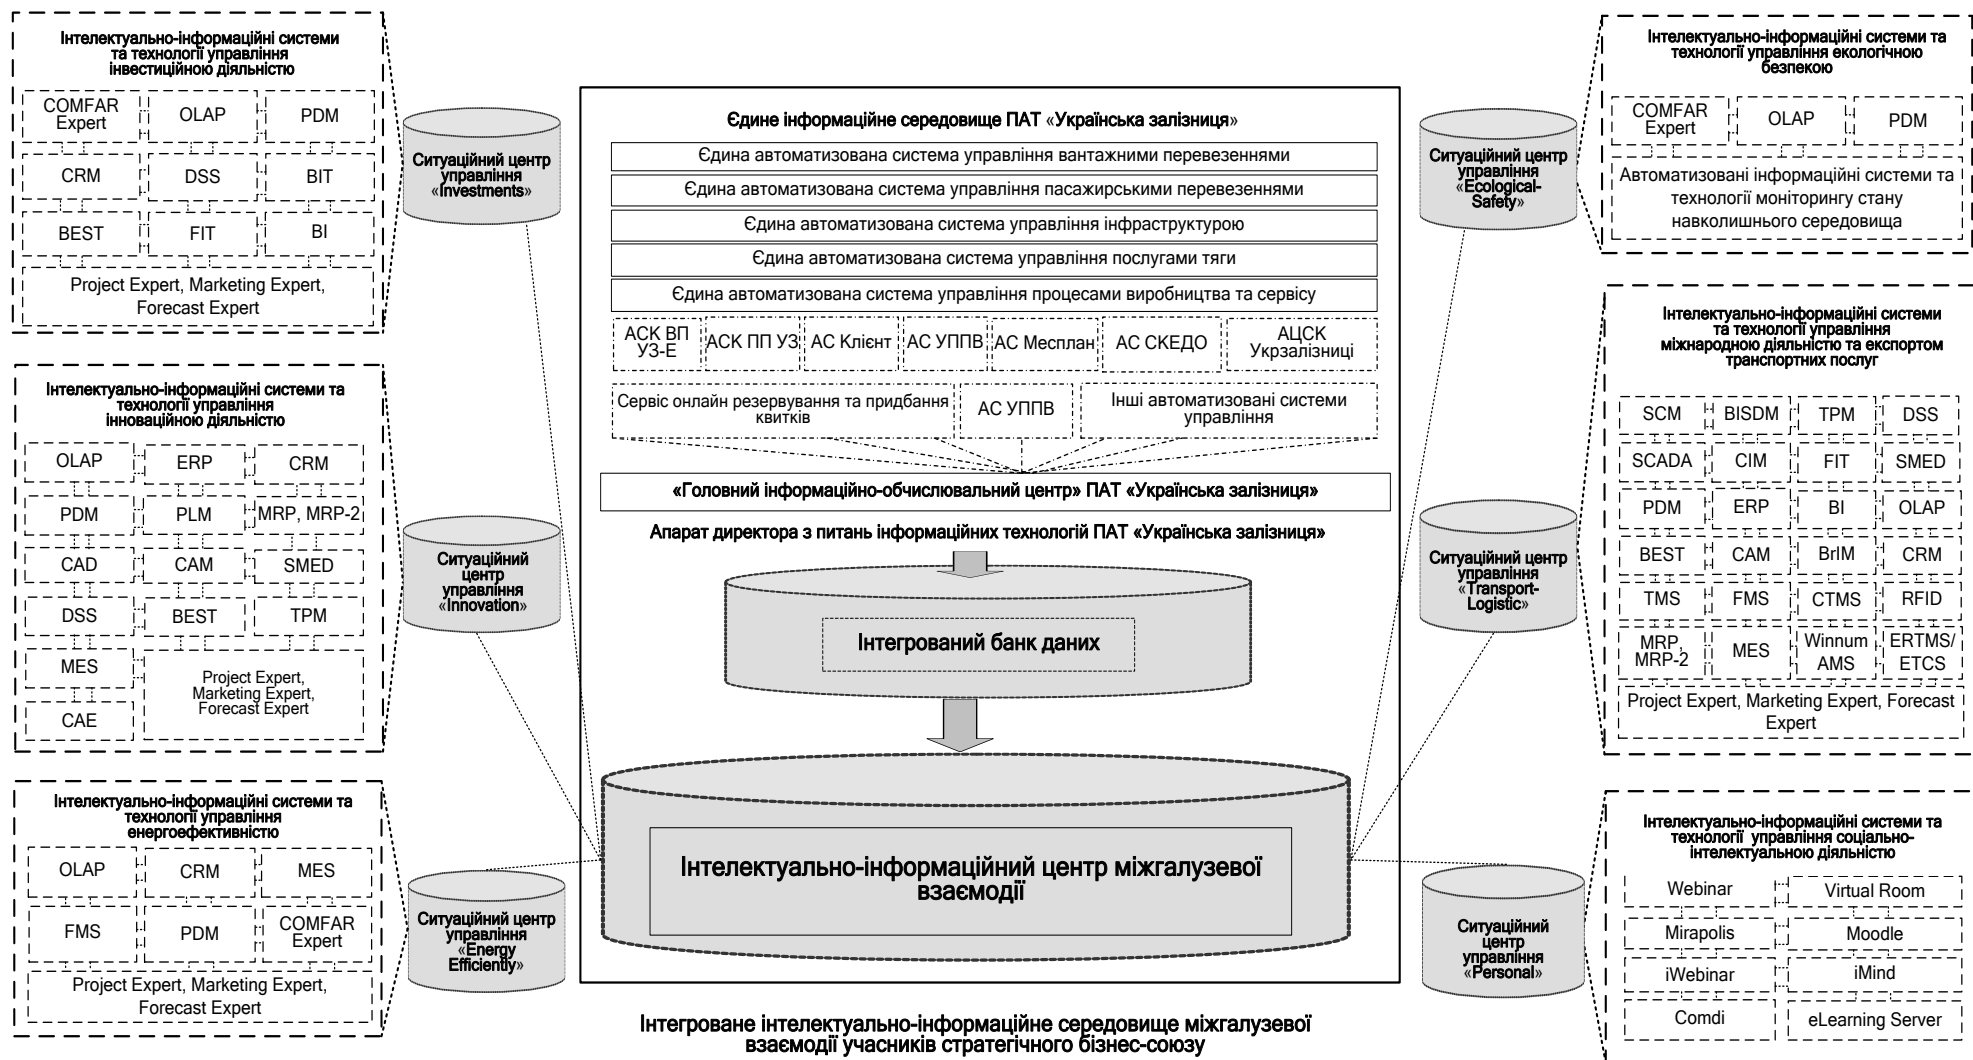 Інтелектуально-інформаційні системи
та технології управління
інвестиційною діяльністю
COMFAR
Expert
OLAP
PDM
CRM
DSS
BIT
BEST
FIT
BI
Project Expert, Marketing Expert,
Forecast Expert
Ситуаційний центр
управління
«Investments»
Інтелектуально-інформаційні системи та
технології управління
інноваційною діяльністю
OLAP
ERP
CRM
PDM
PLM
MRP, MRP-2
CAD
CAM
SMED
DSS
BEST
TPM
MES
CAE
Project Expert,
Marketing Expert,
Forecast Expert
Ситуаційний
центр
управління
«Innovation»
Інтелектуально-інформаційні системи та
технології управління
енергоефективністю
OLAP
CRM
MES
FMS
PDM
COMFAR
Expert
Project Expert, Marketing Expert,
Forecast Expert
Ситуаційний центр
управління
«Energy
Efficiently»
Єдине інформаційне середовище ПАТ «Українська залізниця»
Єдина автоматизована система управління вантажними перевезеннями
Єдина автоматизована система управління пасажирськими перевезеннями
Єдина автоматизована система управління інфраструктурою
Єдина автоматизована система управління послугами тяги
Єдина автоматизована система управління процесами виробництва та сервісу
АСК ВП
УЗ-Е
АСК ПП УЗ
АС Клієнт
АС УППВ
АС Месплан
АС СКЕДО
АЦСК
Укрзалізниці
Сервіс онлайн резервування та придбання
квитків
АС УППВ
Інші автоматизовані системи
управління
«Головний інформаційно-обчислювальний центр» ПАТ «Українська залізниця»
Апарат директора з питань інформаційних технологій ПАТ «Українська залізниця»
Інтегрований банк даних
Інтелектуально-інформаційний центр міжгалузевої
взаємодії
Інтегроване інтелектуально-інформаційне середовище міжгалузевої
взаємодії учасників стратегічного бізнес-союзу
Ситуаційний центр
управління
«Ecological-
Safety»
Інтелектуально-інформаційні системи та
технології управління екологічною
безпекою
COMFAR
Expert
OLAP
PDM
Автоматизовані інформаційні системи та
технології моніторингу стану
навколишнього середовища
Ситуаційний центр
управління
«Transport-
Logistic»
Інтелектуально-інформаційні системи
та технології управління
міжнародною діяльністю та експортом
транспортних послуг
SCM
BISDM
TPM
DSS
SCADA
CIM
FIT
SMED
PDM
ERP
BI
OLAP
BEST
CAM
BrIM
CRM
TMS
FMS
CTMS
RFID
MRP,
MRP-2
MES
Winnum
AMS
ERTMS/
ETCS
Project Expert, Marketing Expert, Forecast
Expert
Ситуаційний
центр
управління
«Personal»
Інтелектуально-інформаційні системи та
технології управління соціально-
інтелектуальною діяльністю
Webinar
Virtual Room
Mirapolis
Moodle
iWebinar
iMind
Comdi
eLearning Server